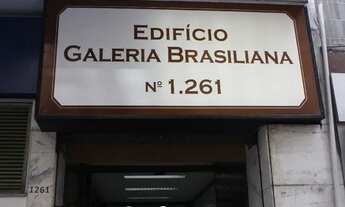 EDIFÍCIO
GALERIA BRASILIANA
Nº 1.261
1261